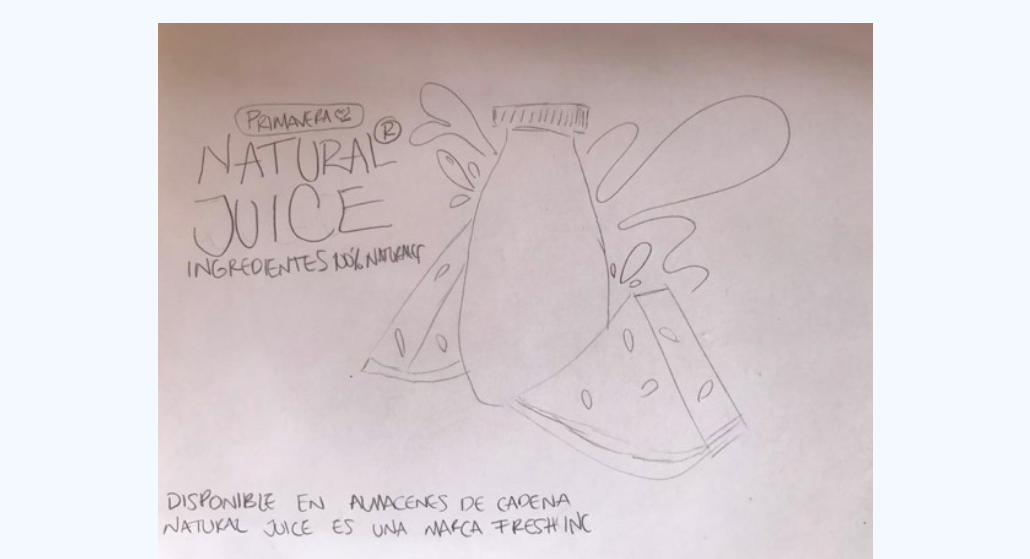 PRIMAVERA
NATURAL®
JUICE
INGREDIENTES 100% NATURALES
DISPONIBLE EN ALMACENES DE CADENA
NATURAL JUICE ES UNA MARCA FRESH INC